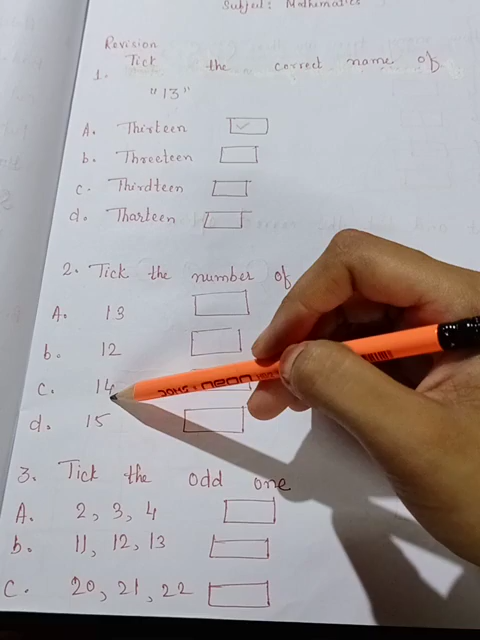 Subject: Mathematics
Revision
1. Tick the correct name of
"13"
A. Thirteen
b. Threeteen
c. Thirdteen
d. Tharteen
2. Tick the number of
A. 13
b. 12
c. 14
d. 15
neon
3. Tick the odd one
A. 2, 3, 4
b. 11, 12, 13
C. 20, 21, 22